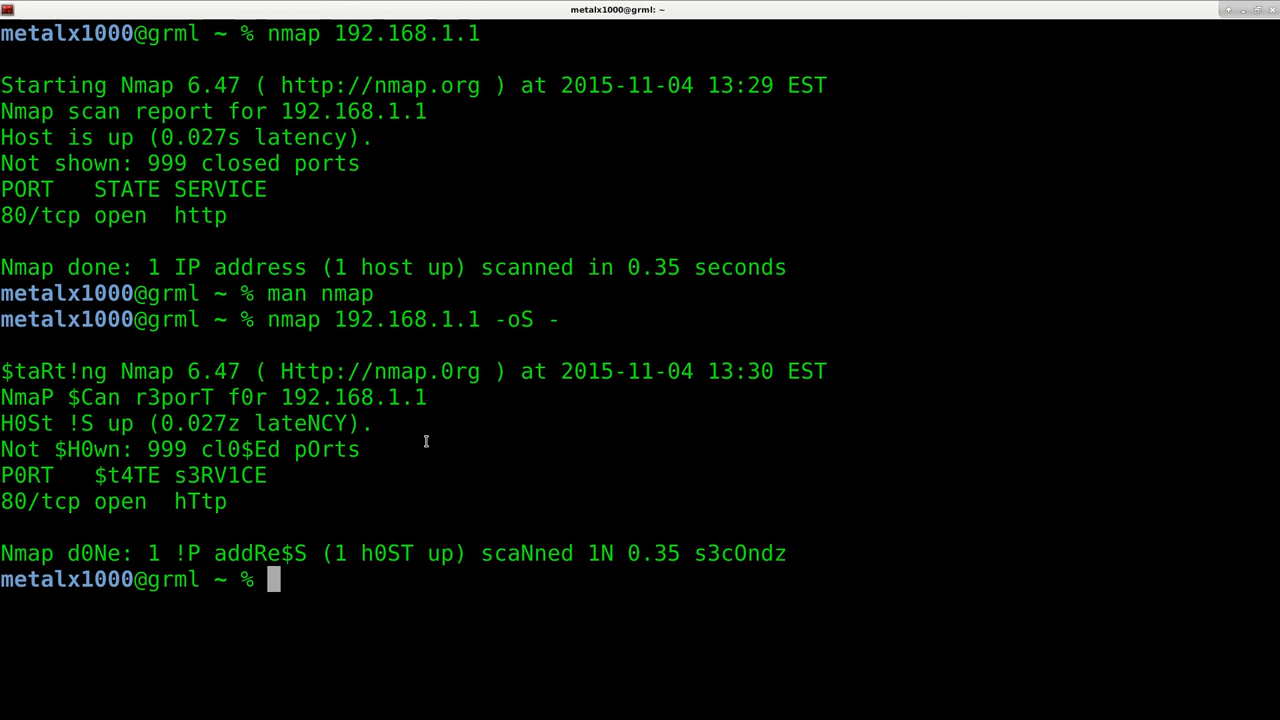 metalx1000@grml: ~
metalx1000@grml ~ % nmap 192.168.1.1
Starting Nmap 6.47 ( http://nmap.org ) at 2015-11-04 13:29 EST
Nmap scan report for 192.168.1.1
Host is up (0.027s latency).
Not shown: 999 closed ports
PORT   STATE SERVICE
80/tcp open  http
Nmap done: 1 IP address (1 host up) scanned in 0.35 seconds
metalx1000@grml ~ % man nmap
metalx1000@grml ~ % nmap 192.168.1.1 -oS -
$taRt!ng Nmap 6.47 ( Http://nmap.0rg ) at 2015-11-04 13:30 EST
NmaP $Can r3porT f0r 192.168.1.1
H0St !S up (0.027z lateNCY).
Not $H0wn: 999 cl0$Ed pOrts
P0RT   $t4TE s3RV1CE
80/tcp open  hTtp
Nmap d0Ne: 1 !P addRe$S (1 h0ST up) scaNned 1N 0.35 s3cOndz
metalx1000@grml ~ %